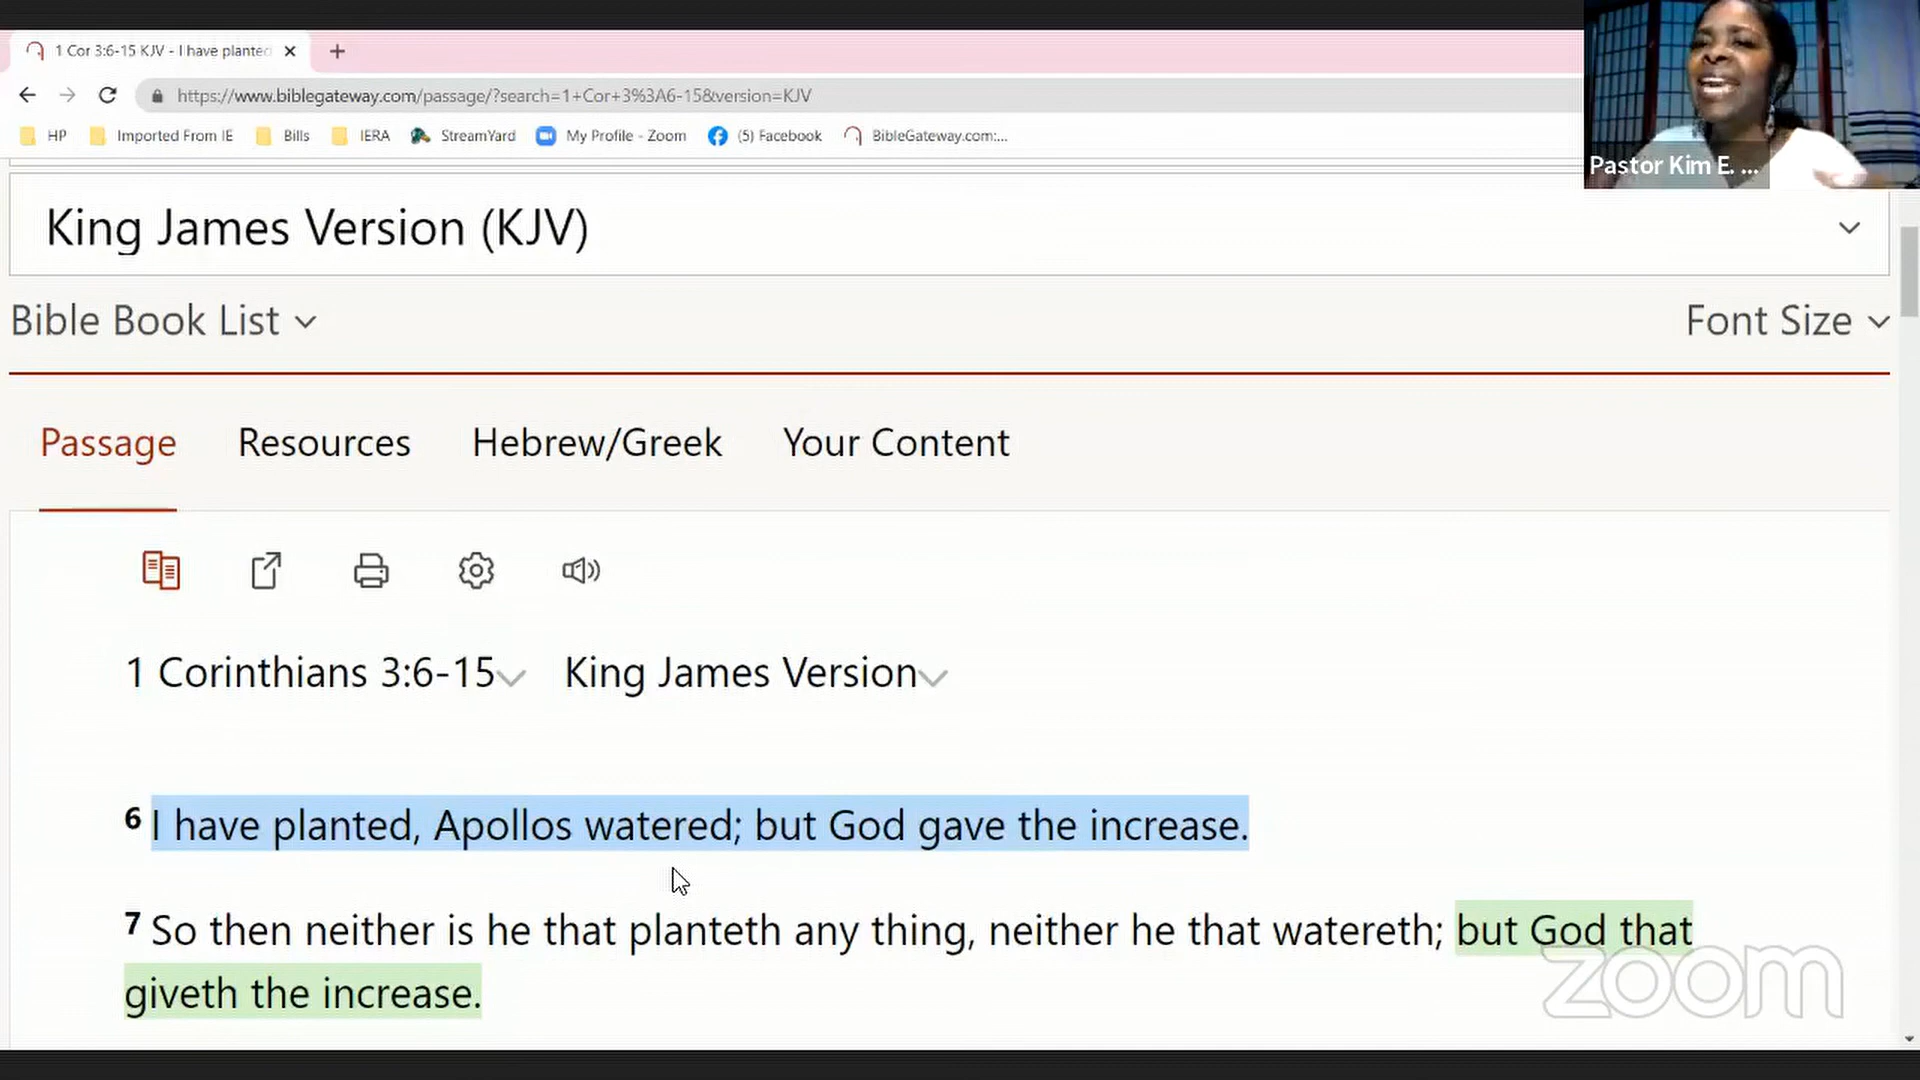 1 Cor 3:6-15 KJV - I have planted
https://www.biblegateway.com/passage/?search=1+Cor+3%3A6-15&version=KJV
HP Imported From IE Bills IERA StreamYard My Profile - Zoom (5) Facebook BibleGateway.com:...
Pastor Kim E. ...
King James Version (KJV)
Bible Book List Font Size
Passage Resources Hebrew/Greek Your Content
1 Corinthians 3:6-15 King James Version
6 I have planted, Apollos watered; but God gave the increase.
7 So then neither is he that planteth any thing, neither he that watereth; but God that
giveth the increase.
zoom